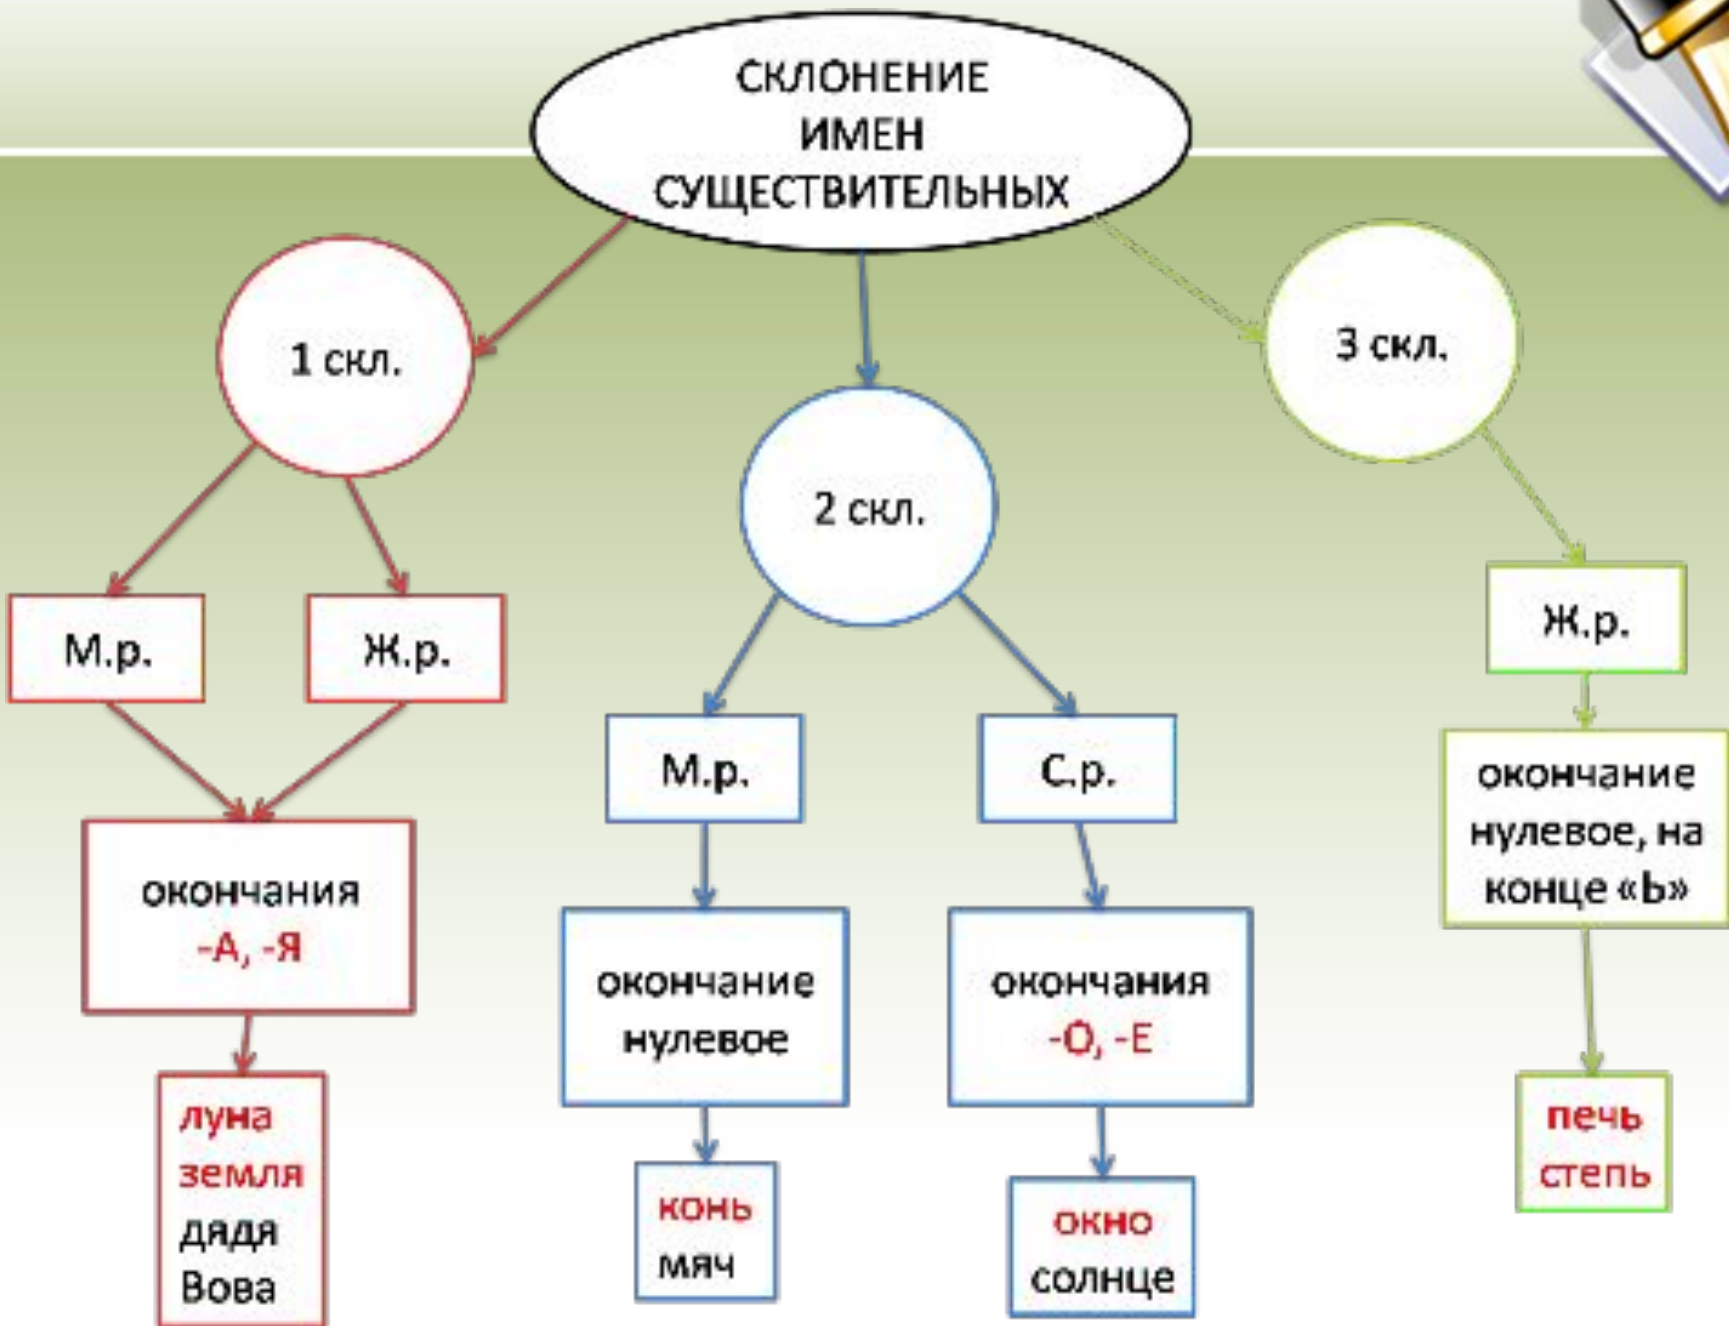 СКЛОНЕНИЕ
ИМЕН
СУЩЕСТВИТЕЛЬНЫХ
1 скл.
2 скл.
3 скл.
М.р.
Ж.р.
М.р.
С.р.
Ж.р.
окончания
-А, -Я
окончание
нулевое
окончания
-О, -Е
окончание
нулевое, на
конце «Ь»
луна
земля
дядя
Вова
конь
мяч
окно
солнце
печь
степь